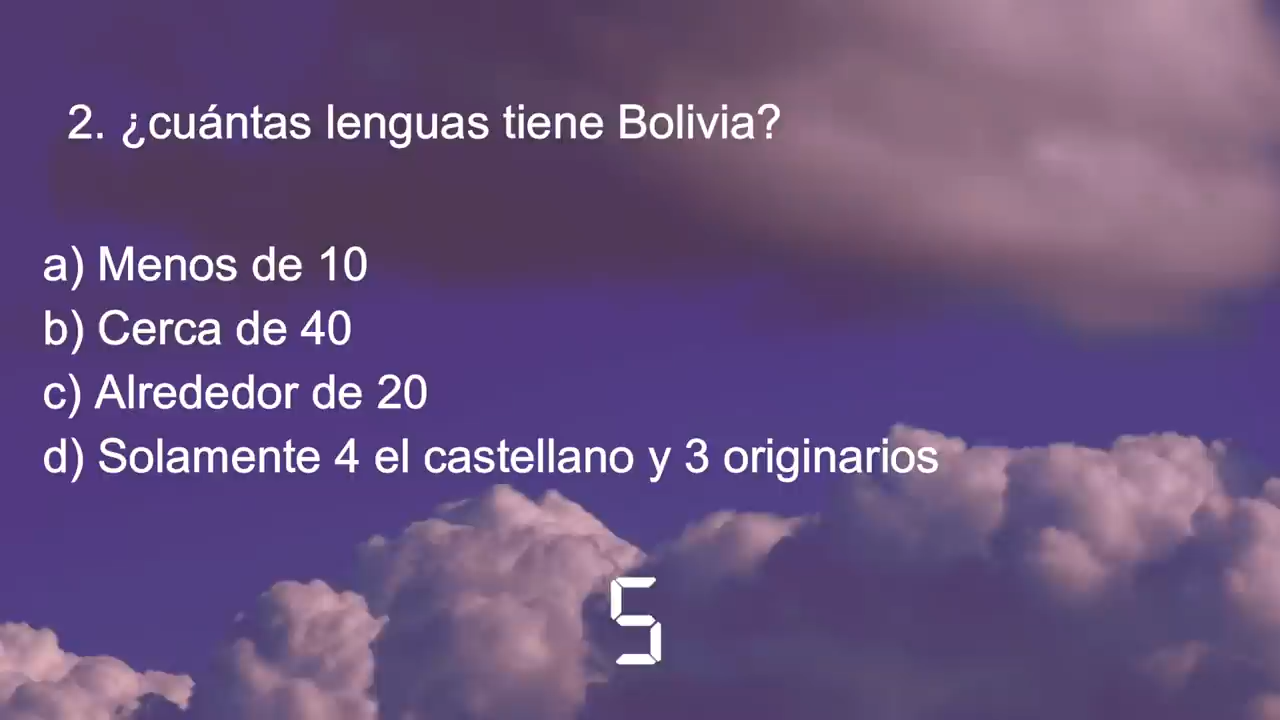 2. ¿cuántas lenguas tiene Bolivia?
a) Menos de 10
b) Cerca de 40
c) Alrededor de 20
d) Solamente 4 el castellano y 3 originarios
5